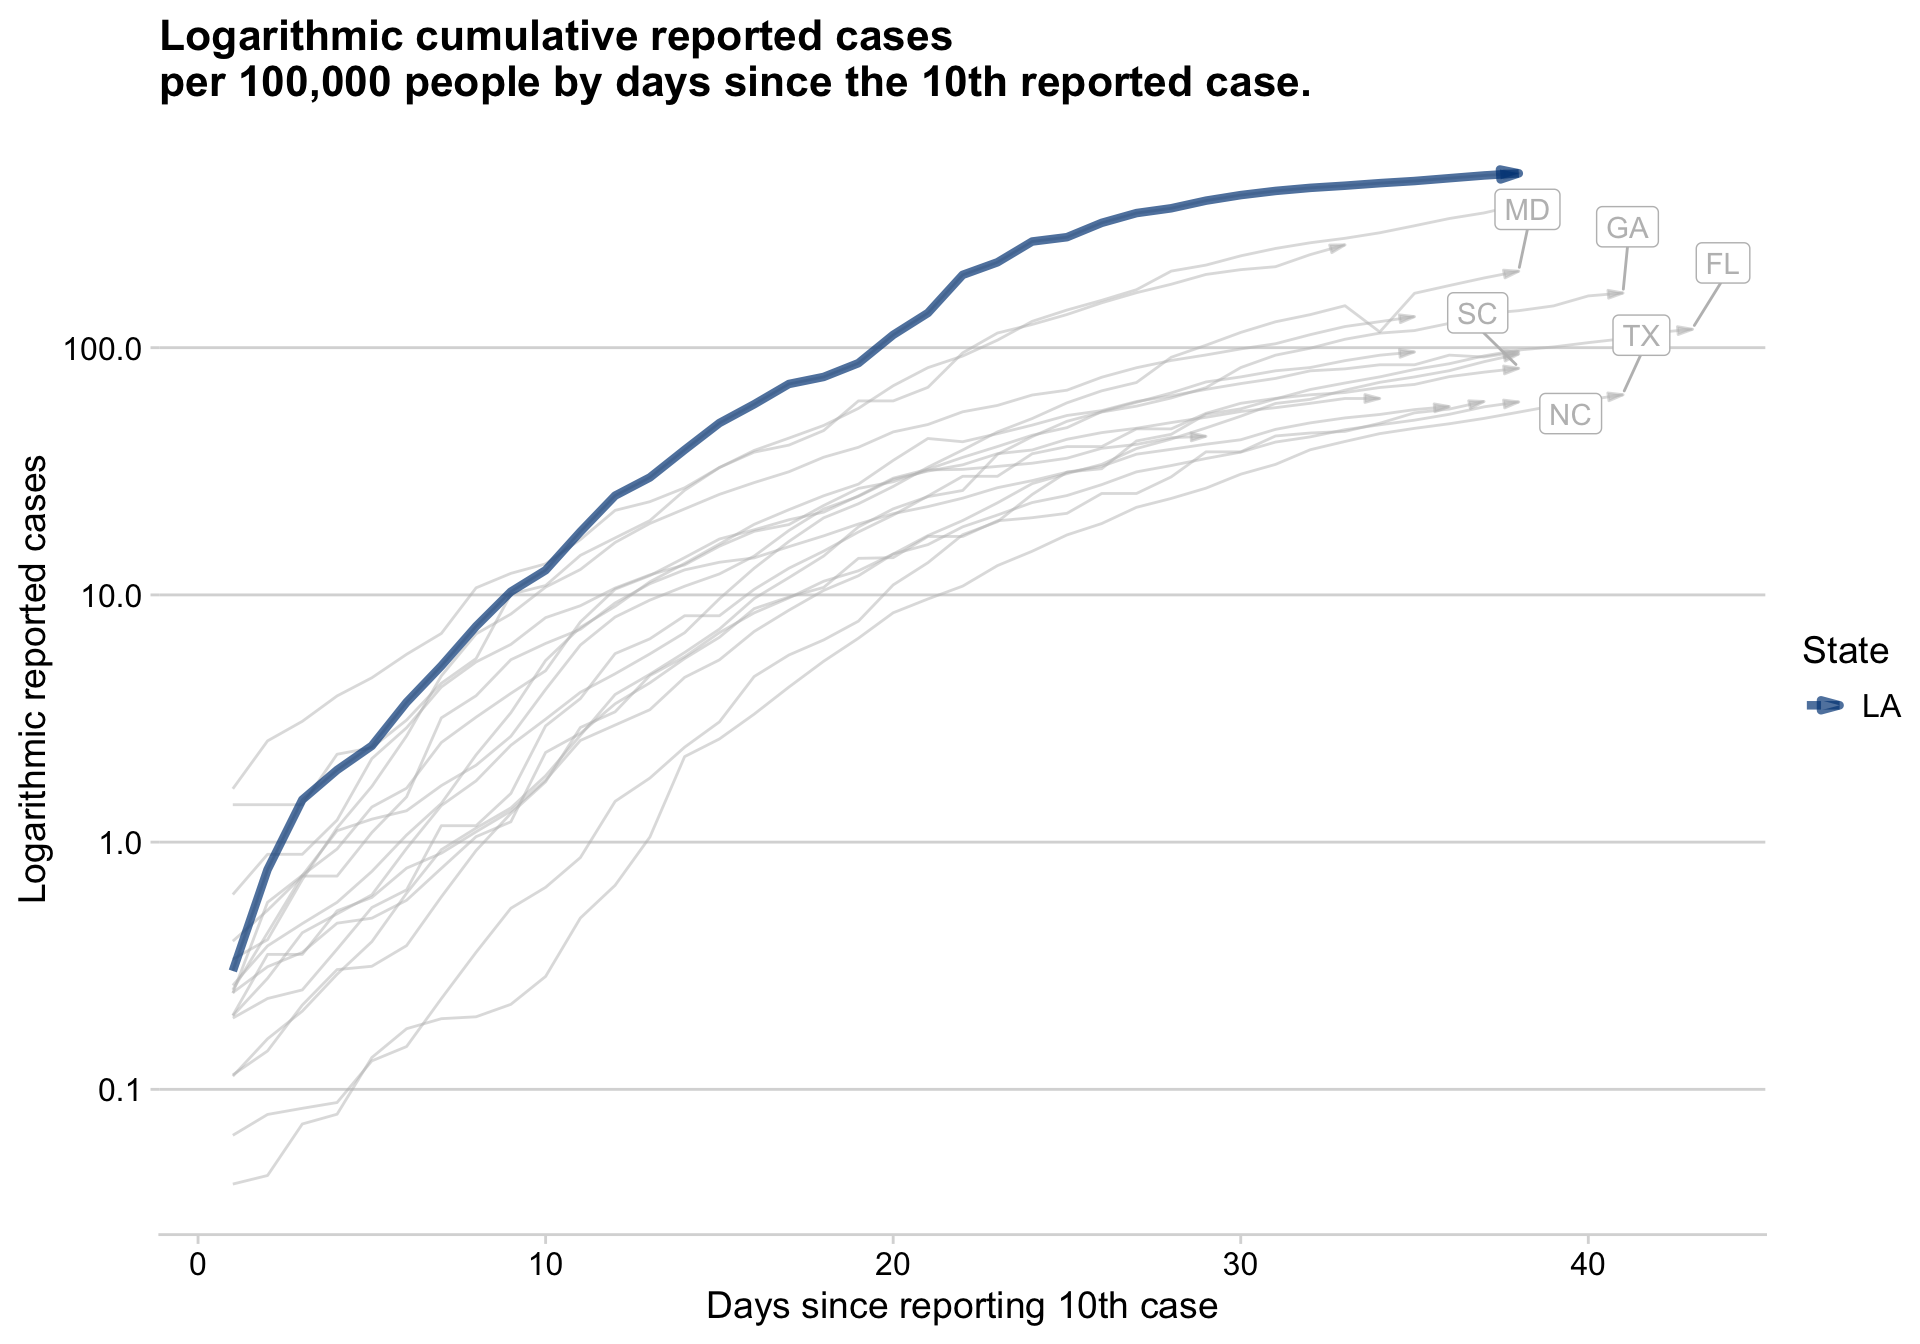 Logarithmic cumulative reported cases
per 100,000 people by days since the 10th reported case.
MD
GA
FL
SC
TX
NC
100.0
10.0
1.0
0.1
Logarithmic reported cases
0
10
20
30
40
Days since reporting 10th case
State
LA